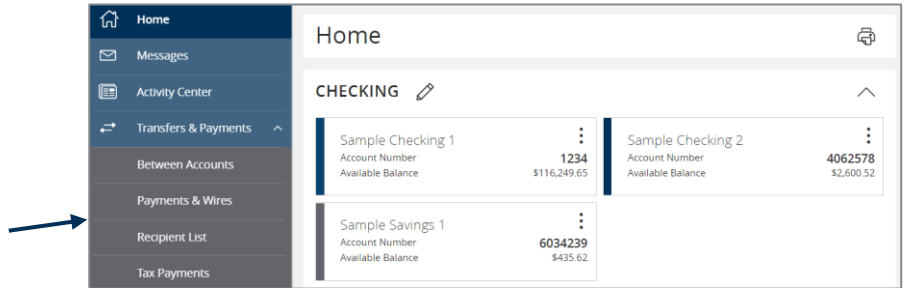 Home
Messages
Activity Center
Transfers & Payments
Between Accounts
Payments & Wires
Recipient List
Tax Payments
Home
CHECKING
Sample Checking 1
Account Number 1234
Available Balance $116,249.65
Sample Checking 2
Account Number 4062578
Available Balance $2,600.52
Sample Savings 1
Account Number 6034239
Available Balance $435.62